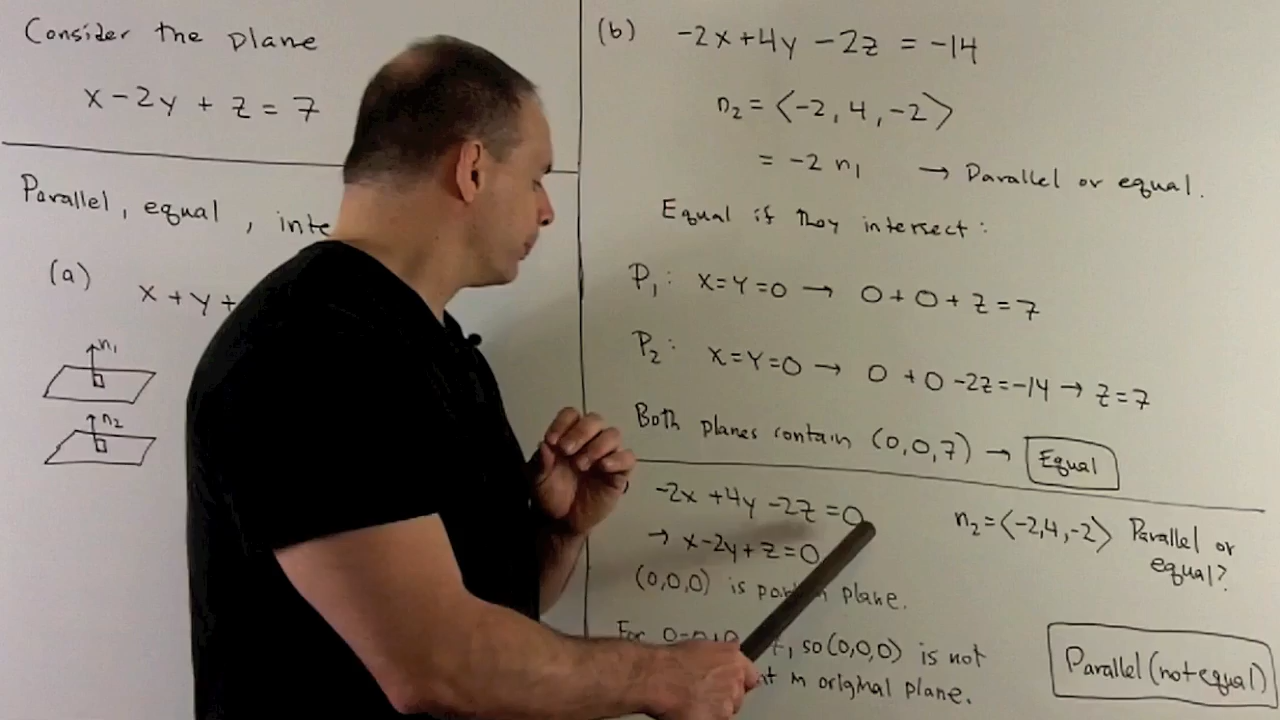 Consider the plane
x - 2y + z = 7
Parallel, equal, inte
(a) x + y +
n₁
n₂
(b) -2x + 4y - 2z = -14
n₂ = <-2, 4, -2>
= -2 n₁ → Parallel or equal.
Equal if they intersect:
P₁: x=y=0 → 0 + 0 + z = 7
P₂: x=y=0 → 0 + 0 - 2z = -14 → z = 7
Both planes contain (0,0,7) → Equal
-2x + 4y - 2z = 0
→ x - 2y + z = 0
(0,0,0) is plane.
For so (0,0,0) is not
in original plane.
n₂ = <-2, 4, -2> Parallel or
equal?
Parallel (not equal)